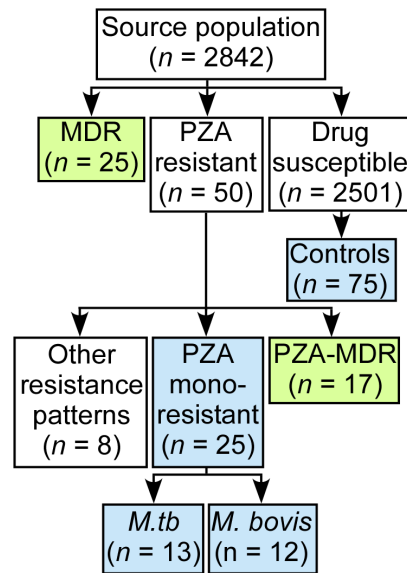 Source population
(n = 2842)
MDR
(n = 25)
PZA
resistant
(n = 50)
Drug
susceptible
(n = 2501)
Controls
(n = 75)
Other
resistance
patterns
(n = 8)
PZA
mono-
resistant
(n = 25)
PZA-MDR
(n = 17)
M.tb
(n = 13)
M. bovis
(n = 12)